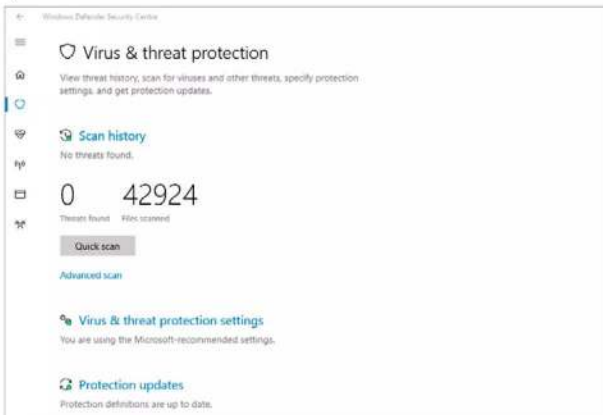 Windows Defender Security Centre
Virus & threat protection
View threat history, scan for viruses and other threats, specify protection
settings, and get protection updates.
Scan history
No threats found.
0 42924
Threats found Files scanned
Quick scan
Advanced scan
Virus & threat protection settings
You are using the Microsoft-recommended settings.
Protection updates
Protection definitions are up to date.